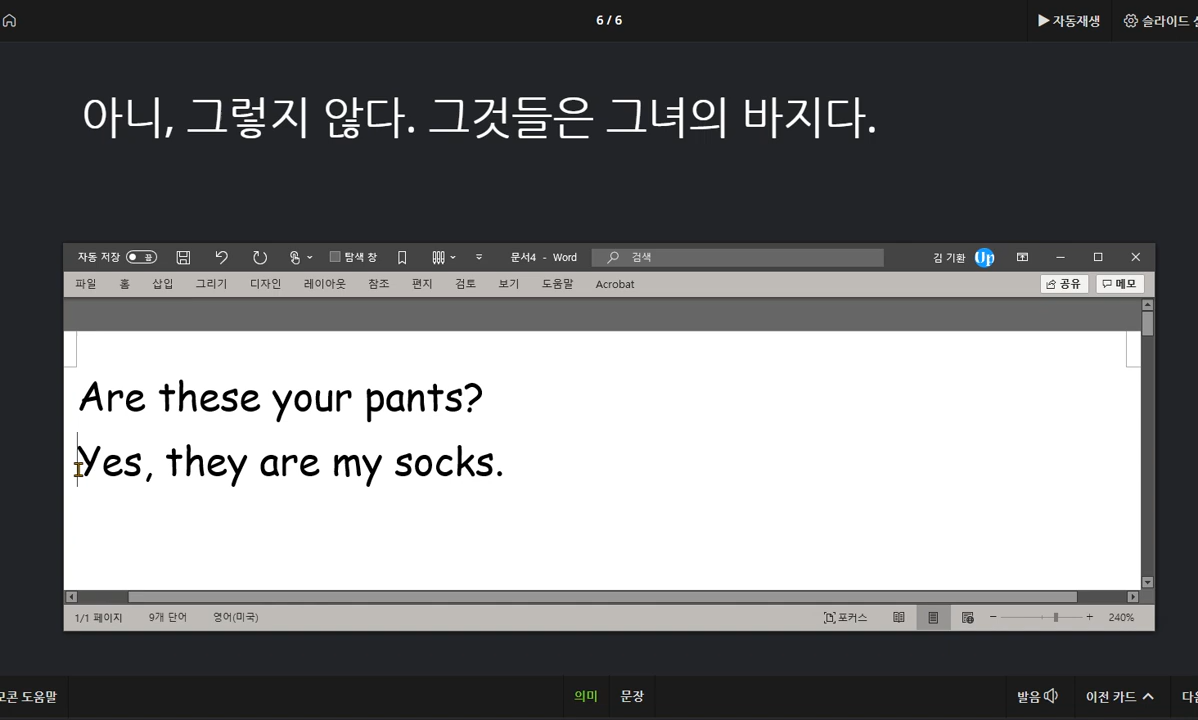 6 / 6
자동재생
슬라이드
아니, 그렇지 않다. 그것들은 그녀의 바지다.
자동 저장 끔 탐색 창 문서4 - Word 검색 김 기환 Up
파일 홈 삽입 그리기 디자인 레이아웃 참조 편지 검토 보기 도움말 Acrobat 공유 메모
Are these your pants?
Yes, they are my socks.
1/1 페이지 9개 단어 영어(미국) 포커스 240%
도움말 의미 문장 발음 이전 카드